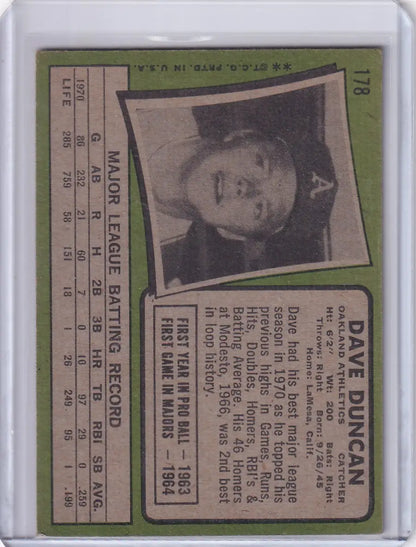 178
DAVE DUNCAN
OAKLAND ATHLETICS CATCHER
Ht: 6'2" Wt: 200 Bats: Right
Throws: Right Born: 9/26/45
Home: LaMesa, Calif.
Dave had his best major league
season in 1970 as he topped his
previous highs in Games, Runs,
Hits, Doubles, Homers, RBI's &
Batting Average. His 46 Homers
at Modesto, 1966, was 2nd best
in loop history.
FIRST YEAR IN PRO BALL — 1963
FIRST GAME IN MAJORS — 1964
A
MAJOR LEAGUE BATTING RECORD
G AB R H 2B 3B HR TB RBI SB AVG.
1970 86 232 21 60 7 0 10 97 29 0 .259
LIFE 285 759 58 151 18 1 26 249 95 1 .199
**©T.C.G. PRTD. IN U.S.A.